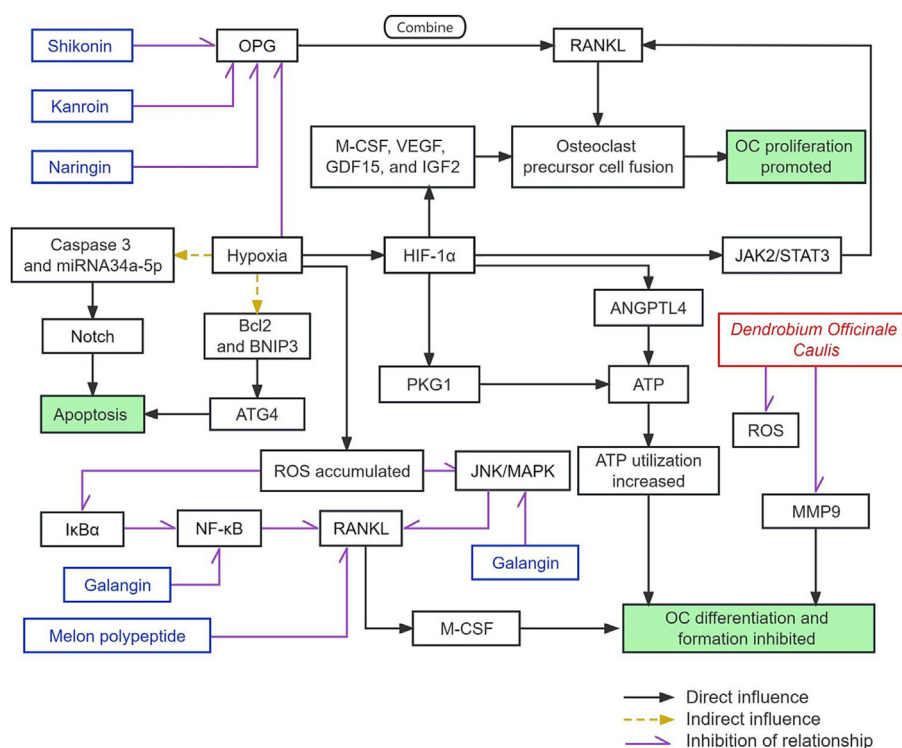 Combine
Shikonin
OPG
RANKL
Kanroin
Naringin
M-CSF, VEGF,
GDF15, and IGF2
Osteoclast
precursor cell fusion
OC proliferation
promoted
Caspase 3
and miRNA34a-5p
Hypoxia
HIF-1α
JAK2/STAT3
ANGPTL4
Notch
Bcl2
and BNIP3
Dendrobium Officinale
Caulis
PKG1
ATP
Apoptosis
ATG4
ROS
ROS accumulated
JNK/MAPK
ATP utilization
increased
IκBα
NF-κB
RANKL
MMP9
Galangin
Galangin
Melon polypeptide
M-CSF
OC differentiation and
formation inhibited
Direct influence
Indirect influence
Inbition of relationship